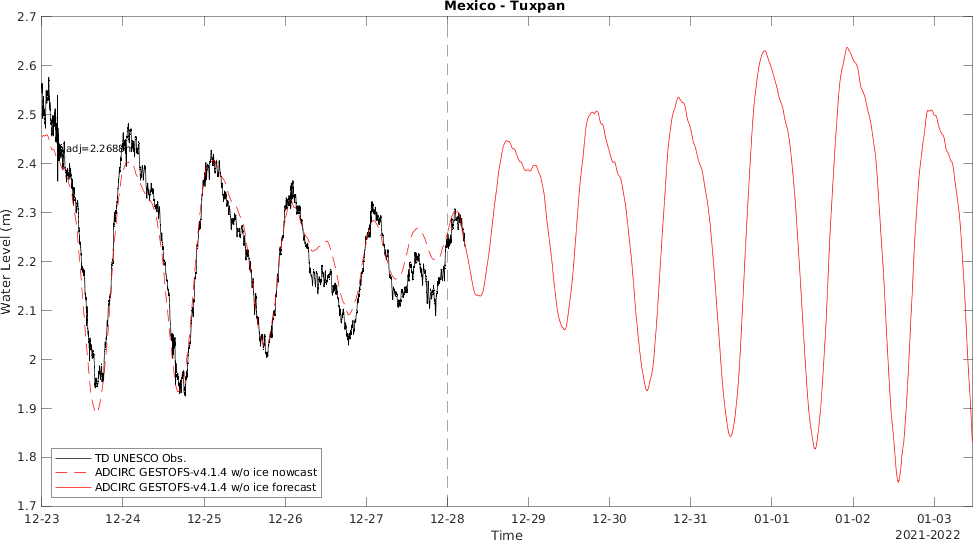 Mexico - Tuxpan
2.7
2.6
2.5
2.4
2.3
2.2
2.1
2
1.9
1.8
1.7
Water Level (m)
adj=2.2688m
TD UNESCO Obs.
ADCIRC GESTOFS-v4.1.4 w/o ice nowcast
ADCIRC GESTOFS-v4.1.4 w/o ice forecast
12-23 12-24 12-25 12-26 12-27 12-28 12-29 12-30 12-31 01-01 01-02 01-03
Time
2021-2022